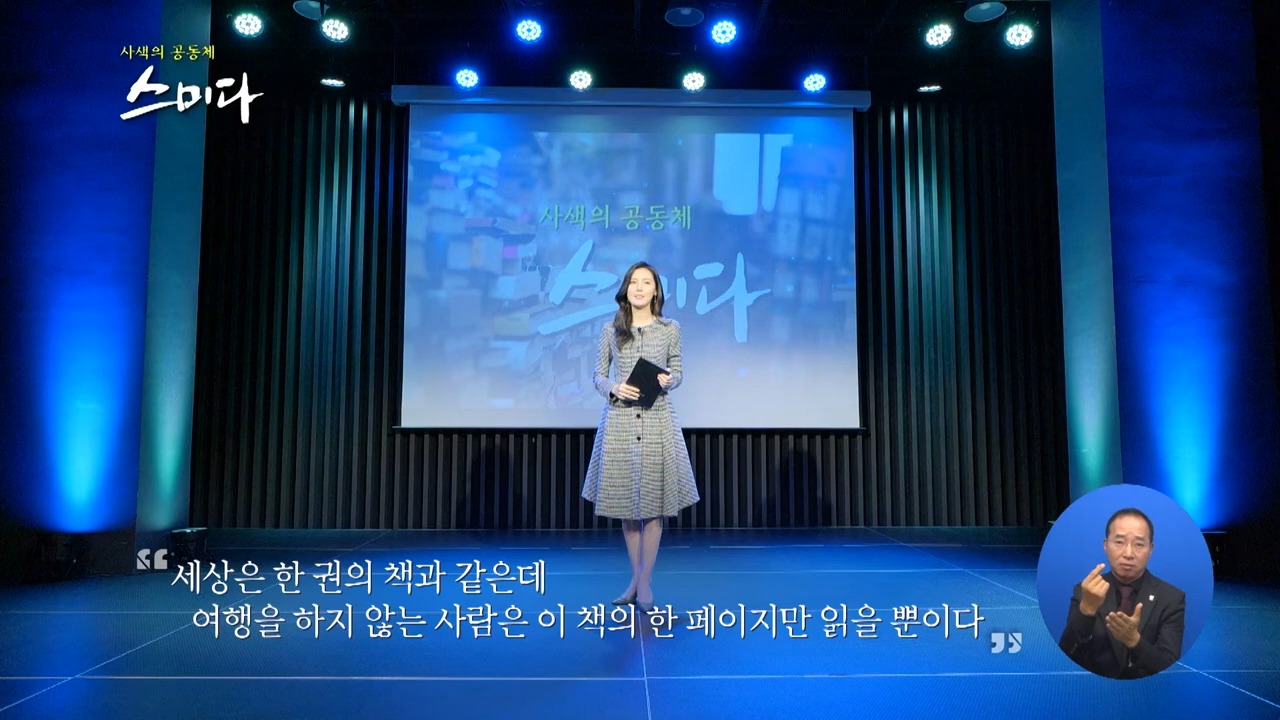 사색의 공동체
스미다
사색의 공동체
스미다
“세상은 한 권의 책과 같은데
여행을 하지 않는 사람은 이 책의 한 페이지만 읽을 뿐이다”